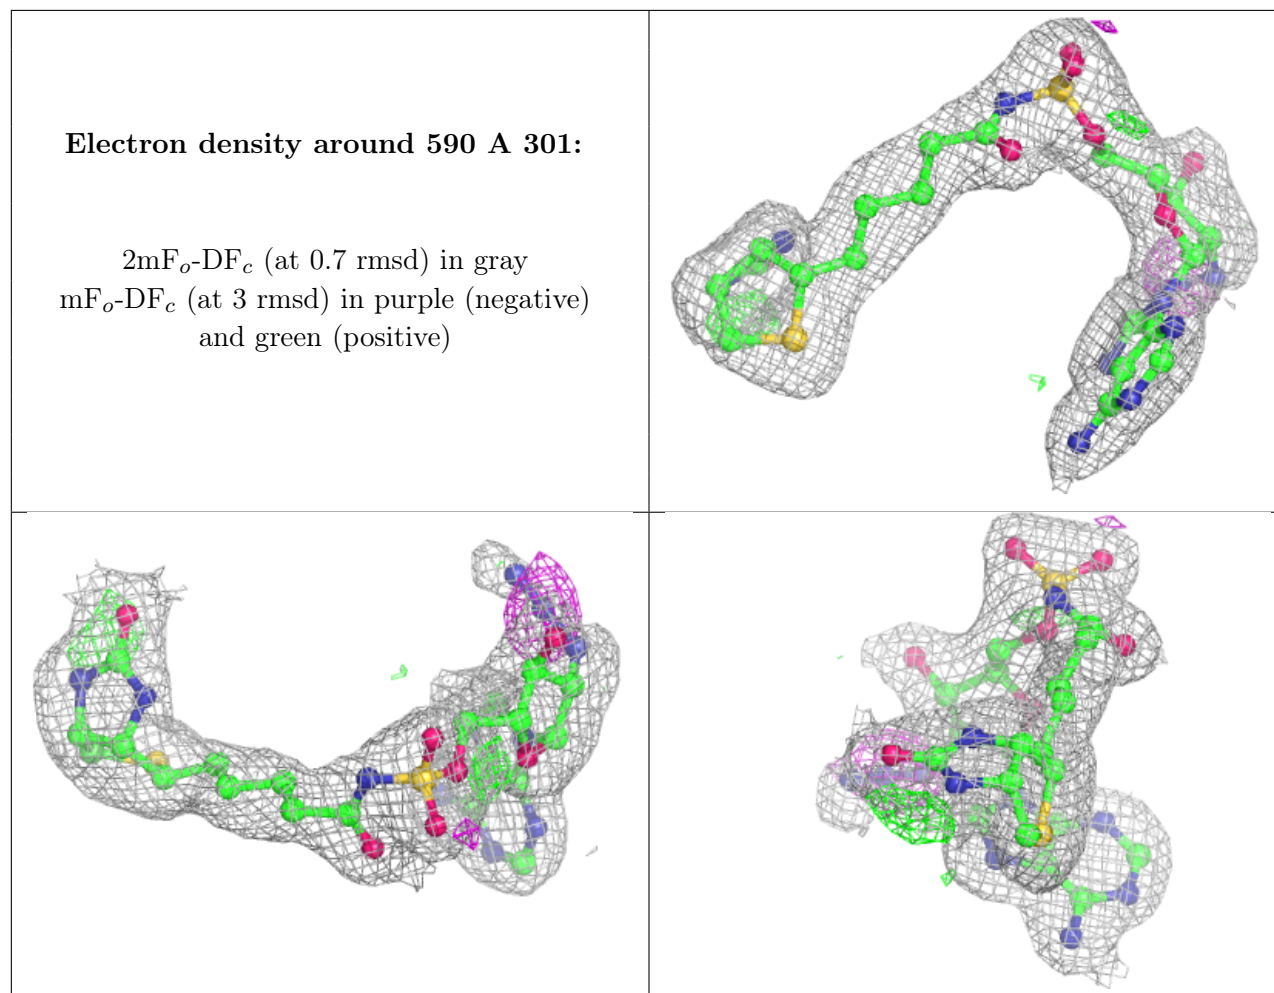 Electron density around 590 A 301:
2mFo-DFc (at 0.7 rmsd) in gray
mFo-DFc (at 3 rmsd) in purple (negative)
and green (positive)